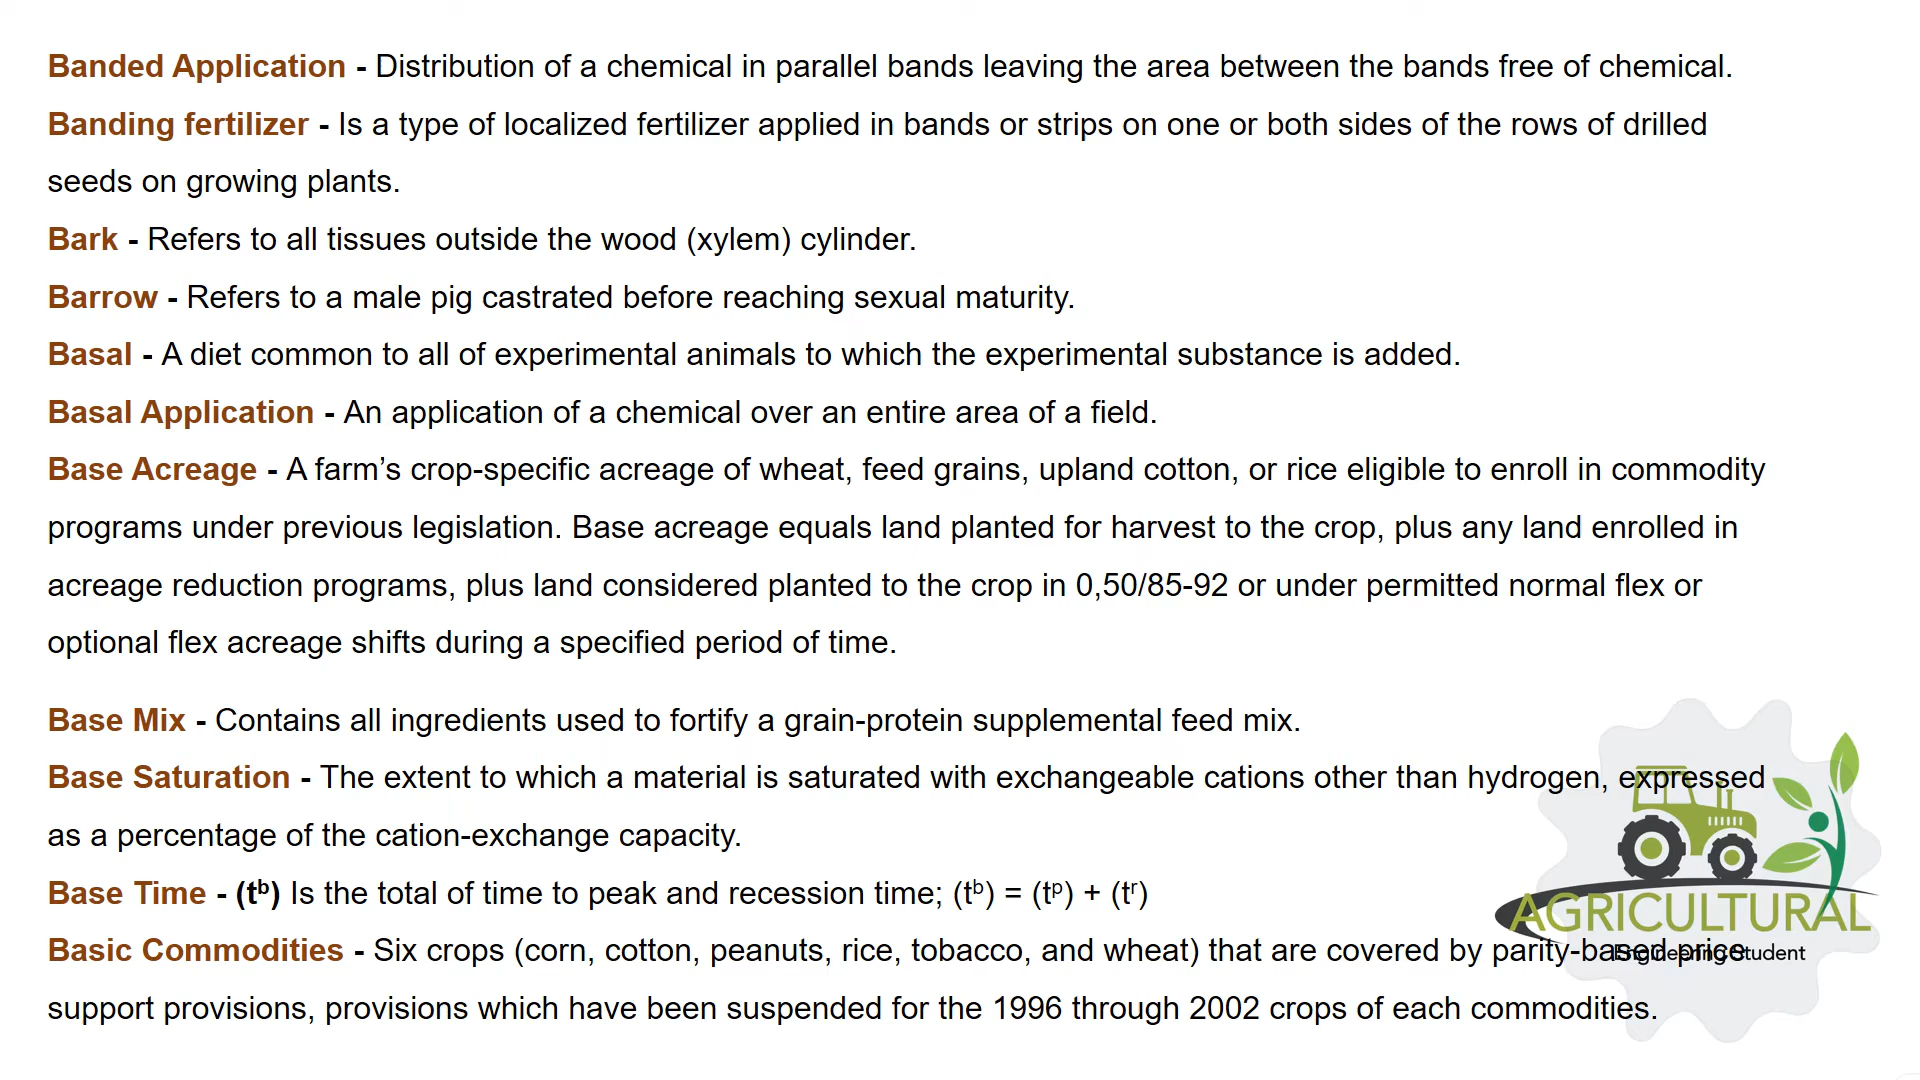 Banded Application - Distribution of a chemical in parallel bands leaving the area between the bands free of chemical.
Banding fertilizer - Is a type of localized fertilizer applied in bands or strips on one or both sides of the rows of drilled
seeds on growing plants.
Bark - Refers to all tissues outside the wood (xylem) cylinder.
Barrow - Refers to a male pig castrated before reaching sexual maturity.
Basal - A diet common to all of experimental animals to which the experimental substance is added.
Basal Application - An application of a chemical over an entire area of a field.
Base Acreage - A farm’s crop-specific acreage of wheat, feed grains, upland cotton, or rice eligible to enroll in commodity
programs under previous legislation. Base acreage equals land planted for harvest to the crop, plus any land enrolled in
acreage reduction programs, plus land considered planted to the crop in 0,50/85-92 or under permitted normal flex or
optional flex acreage shifts during a specified period of time.
Base Mix - Contains all ingredients used to fortify a grain-protein supplemental feed mix.
Base Saturation - The extent to which a material is saturated with exchangeable cations other than hydrogen, expressed
as a percentage of the cation-exchange capacity.
Base Time - (tᵇ) Is the total of time to peak and recession time; (tᵇ) = (tᵖ) + (tʳ)
AGRICULTURAL
Basic Commodities - Six crops (corn, cotton, peanuts, rice, tobacco, and wheat) that are covered by parity-based price
Engineering Student
support provisions, provisions which have been suspended for the 1996 through 2002 crops of each commodities.